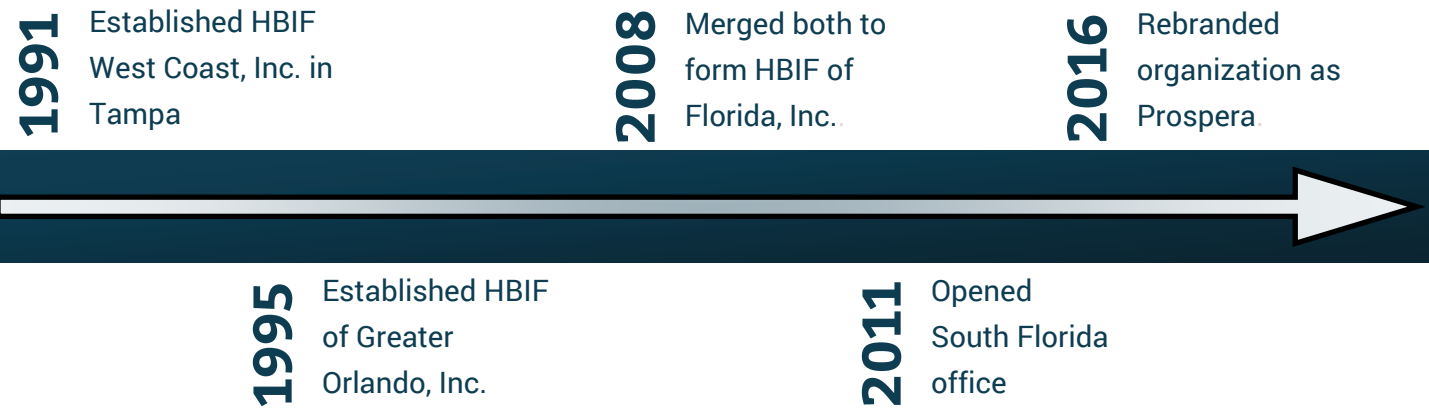 1991
Established HBIF
West Coast, Inc. in
Tampa
2008
Merged both to
form HBIF of
Florida, Inc..
2016
Rebranded
organization as
Prospera.
1995
Established HBIF
of Greater
Orlando, Inc.
2011
Opened
South Florida
office